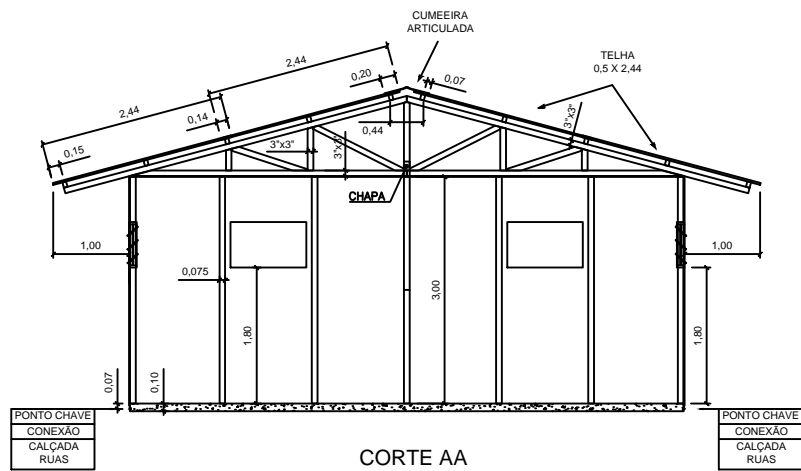 CUMEEIRA
ARTICULADA
2,44
0,20
0,07
TELHA
0,5 X 2,44
2,44
0,14
0,44
3"x3"
0,15
3"x3"
3"x3"
CHAPA
1,00
1,00
0,075
3,00
1,80
1,80
0,07
0,10
PONTO CHAVE
CONEXÃO
CALÇADA
RUAS
CORTE AA
PONTO CHAVE
CONEXÃO
CALÇADA
RUAS